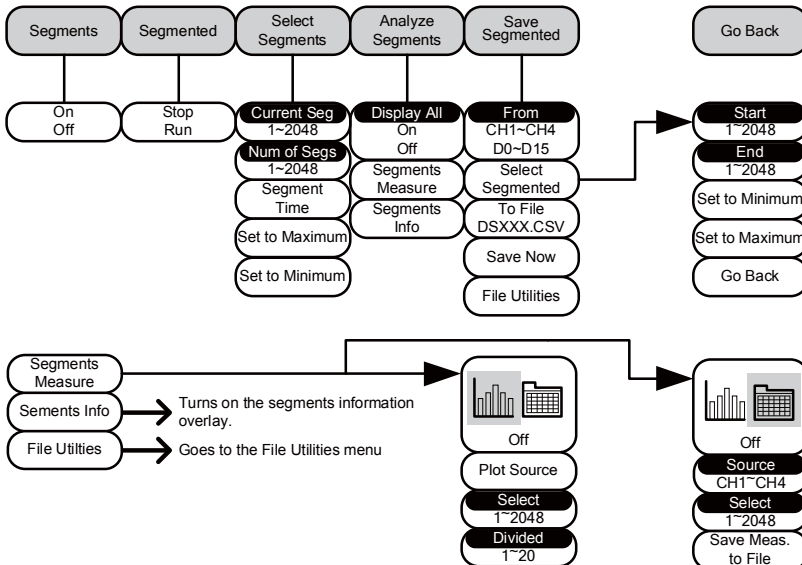 Segments
Segmented
Select
Segments
Analyze
Segments
Save
Segmented
Go Back
On
Off
Stop
Run
Current Seg
1~2048
Num of Segs
1~2048
Segment
Time
Set to Maximum
Set to Minimum
Display All
On
Off
Segments
Measure
Segments
Info
From
CH1~CH4
D0~D15
Select
Segmented
To File
DSXXX.CSV
Save Now
File Utilities
Start
1~2048
End
1~2048
Set to Minimum
Set to Maximum
Go Back
Segments
Measure
Sements Info
Turns on the segments information
overlay.
File Utilties
Goes to the File Utilities menu
Off
Plot Source
Select
1~2048
Divided
1~20
Off
Source
CH1~CH4
Select
1~2048
Save Meas.
to File